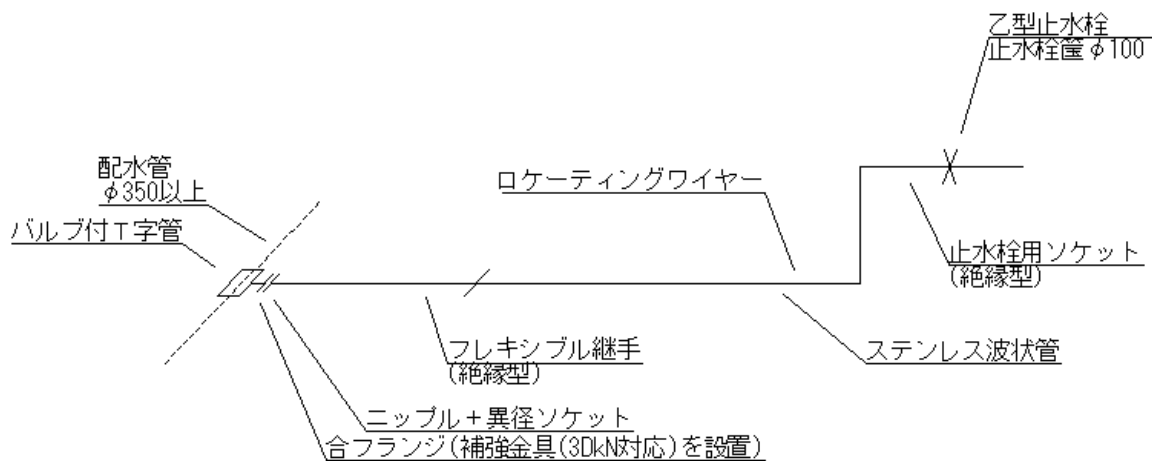 乙型止水栓
止水栓筺φ100
配水管
φ350以上
ロケーティングワイヤー
バルブ付T字管
止水栓用ソケット
(絶縁型)
フレキシブル継手
(絶縁型)
ステンレス波状管
ニップル+異径ソケット
合フランジ(補強金具(3DkN対応)を設置)